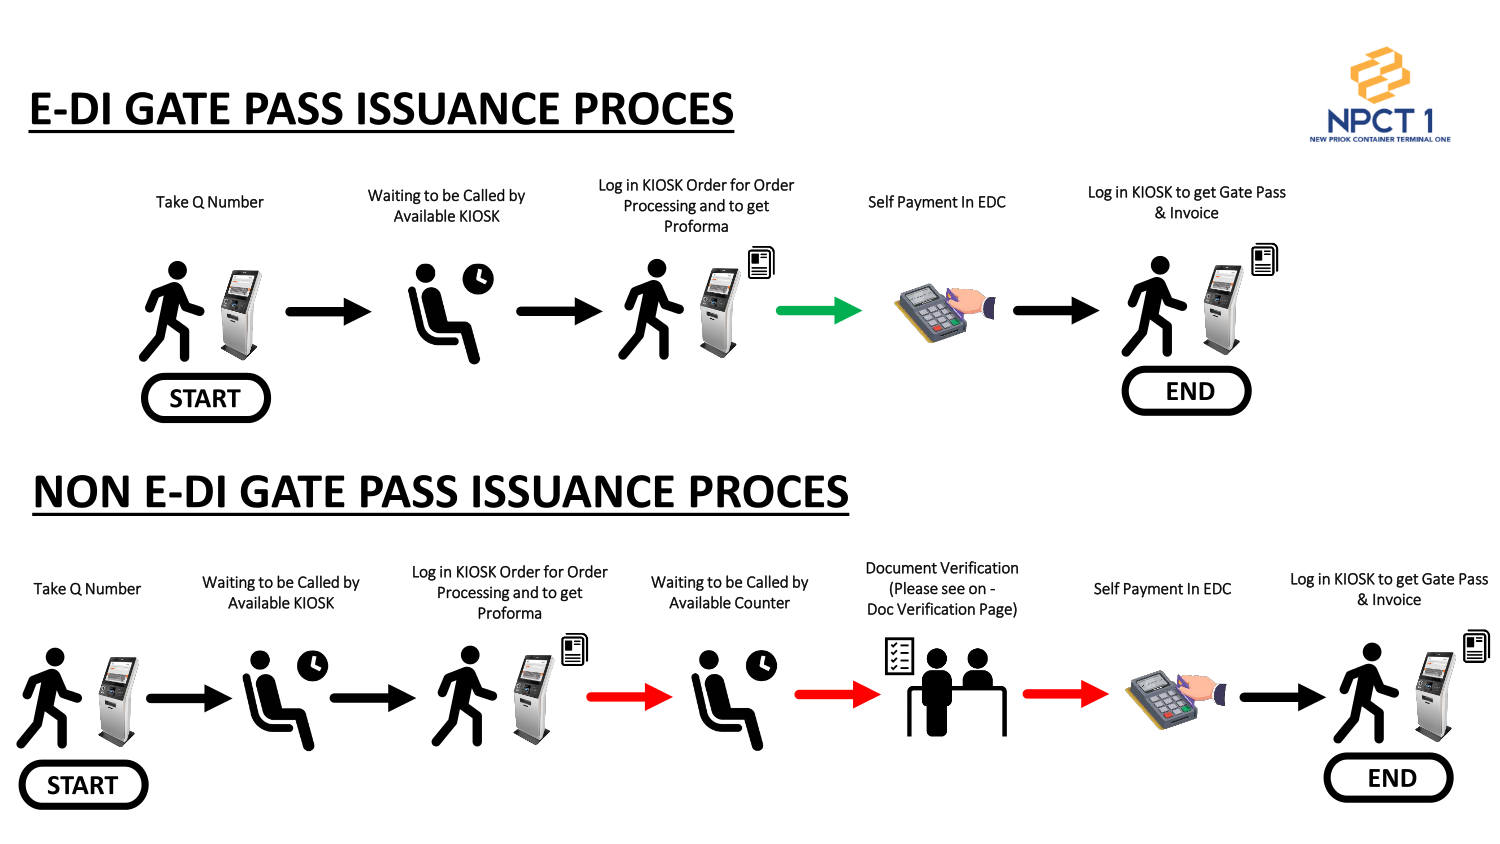 E-DI GATE PASS ISSUANCE PROCES
NPCT 1
NEW PRIOK CONTAINER TERMINAL ONE
Take Q Number
Waiting to be Called by
Available KIOSK
Log in KIOSK Order for Order
Processing and to get
Proforma
Self Payment In EDC
Log in KIOSK to get Gate Pass
& Invoice
START
END
NON E-DI GATE PASS ISSUANCE PROCES
Take Q Number
Waiting to be Called by
Available KIOSK
Log in KIOSK Order for Order
Processing and to get
Proforma
Waiting to be Called by
Available Counter
Document Verification
(Please see on -
Doc Verification Page)
Self Payment In EDC
Log in KIOSK to get Gate Pass
& Invoice
START
END